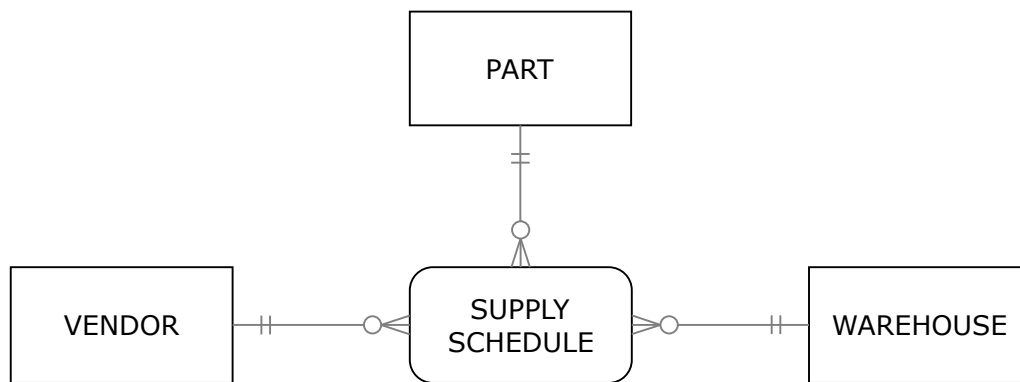 PART
VENDOR
SUPPLY
SCHEDULE
WAREHOUSE